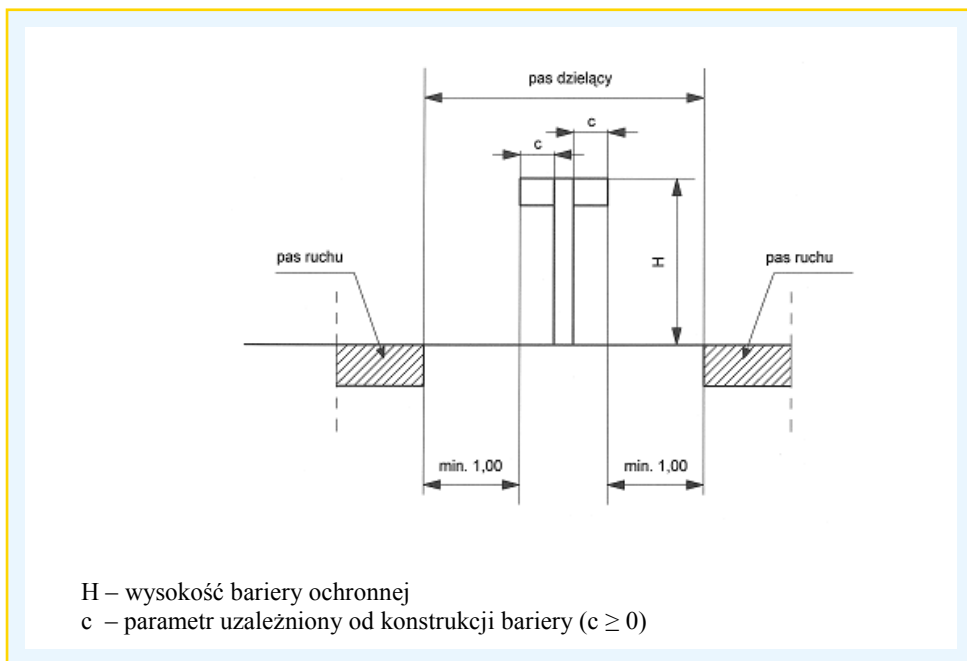 pas dzielący
c
c
pas ruchu
H
pas ruchu
min. 1,00
min. 1,00
H – wysokość bariery ochronnej
c – parametr uzależniony od konstrukcji bariery (c ≥ 0)